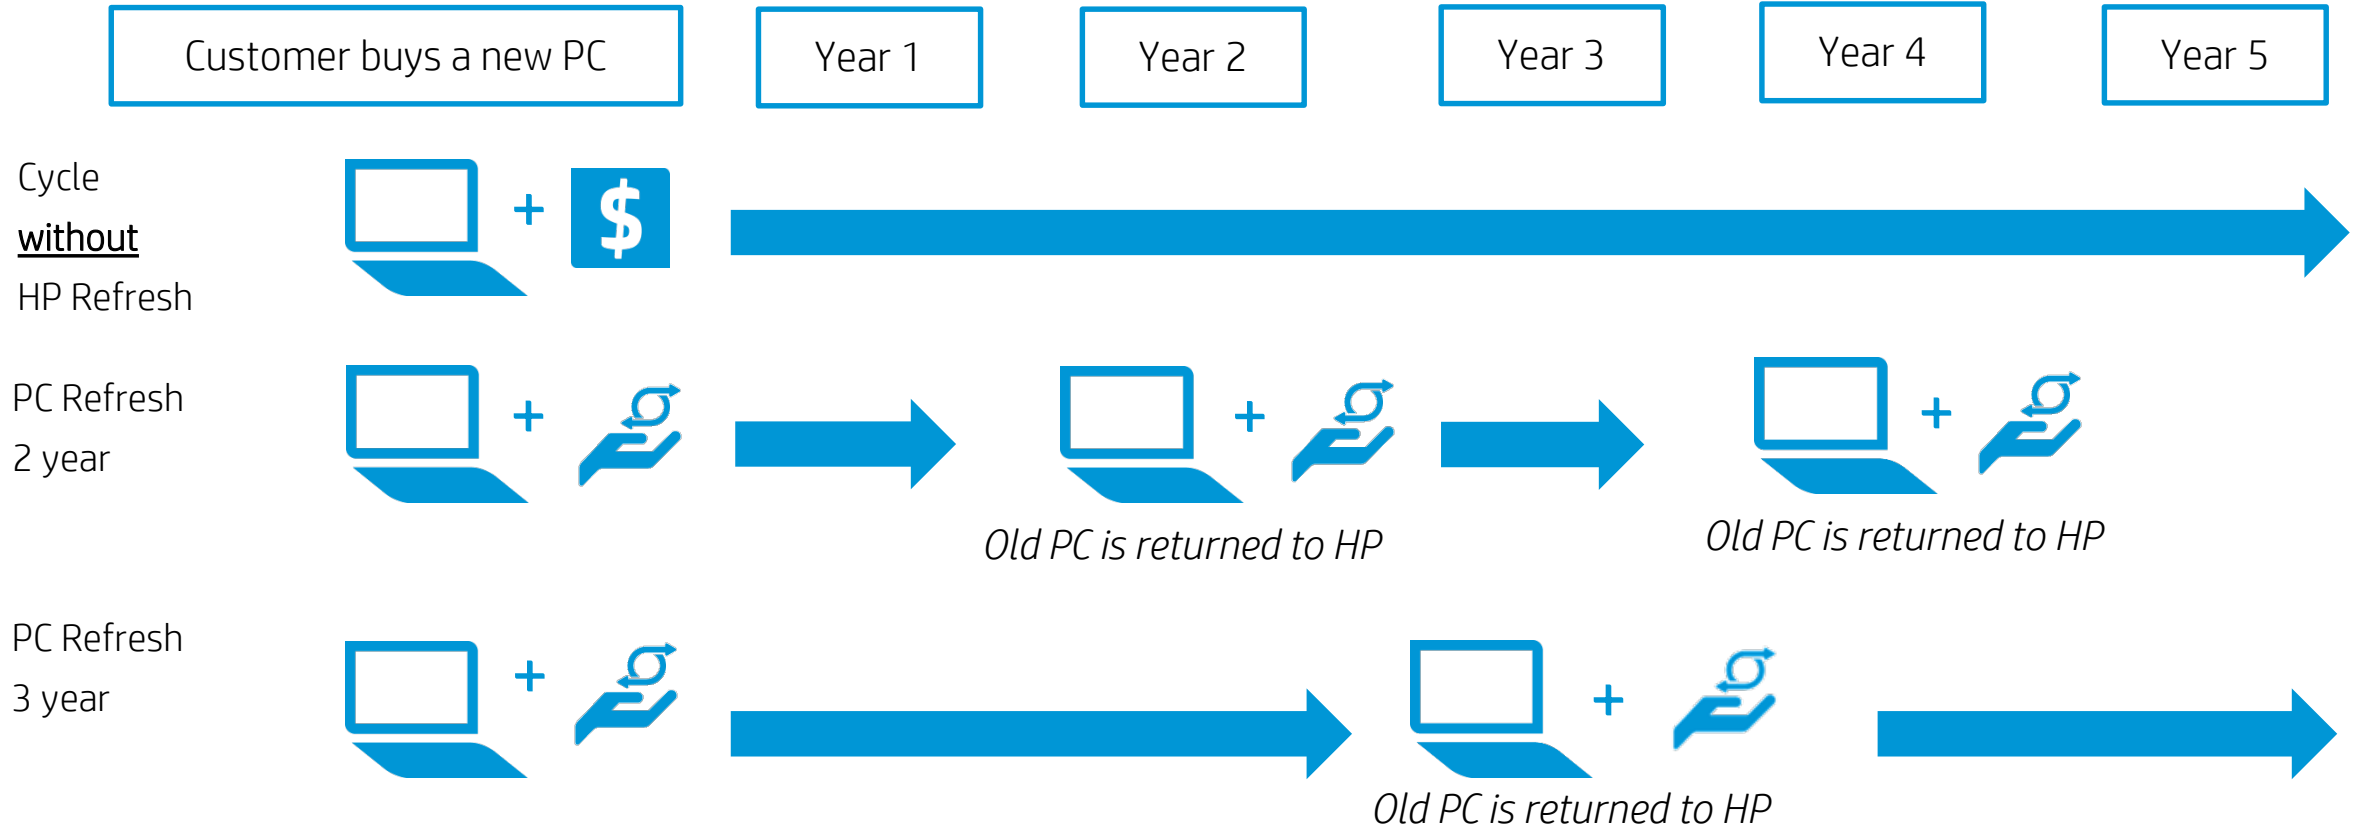 Customer buys a new PC
Year 1
Year 2
Year 3
Year 4
Year 5
Cycle
without
HP Refresh
$
PC Refresh
2 year
Old PC is returned to HP
Old PC is returned to HP
PC Refresh
3 year
Old PC is returned to HP